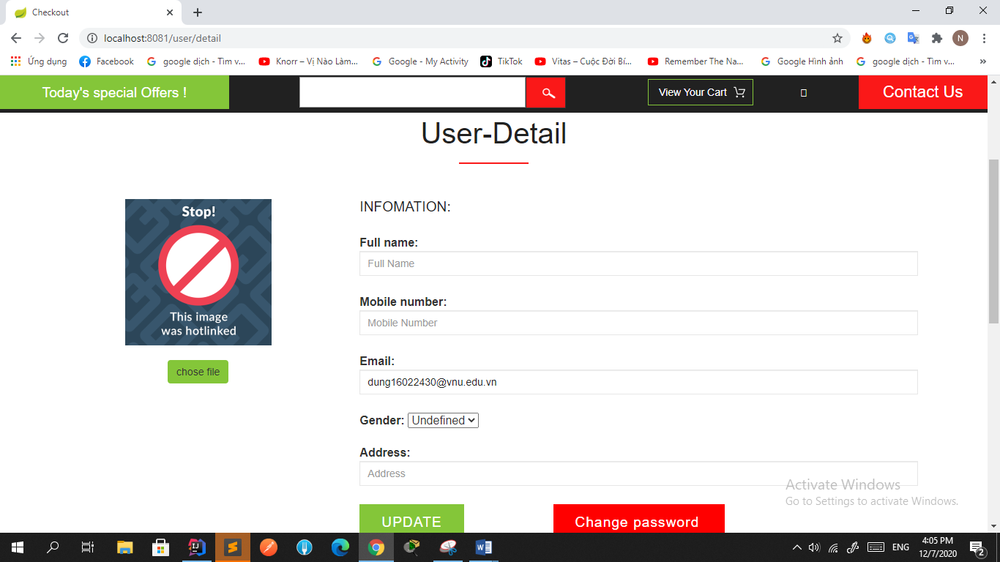 Checkout
localhost:8081/user/detail
N
Ứng dụng
Facebook
google dịch - Tìm v...
Knorr – Vị Nào Làm...
Google - My Activity
TikTok
Vitas – Cuộc Đời Bí...
Remember The Na...
Google Hình ảnh
google dịch - Tìm v...
»
Today's special Offers !
View Your Cart
Contact Us
User-Detail
Stop!
This image
was hotlinked
chose file
INFOMATION:
Full name:
Full Name
Mobile number:
Mobile Number
Email:
dung16022430@vnu.edu.vn
Gender: Undefined
Address:
Address
UPDATE
Change password
Activate Windows
Go to Settings to activate Windows.
ENG
4:05 PM
12/7/2020
2